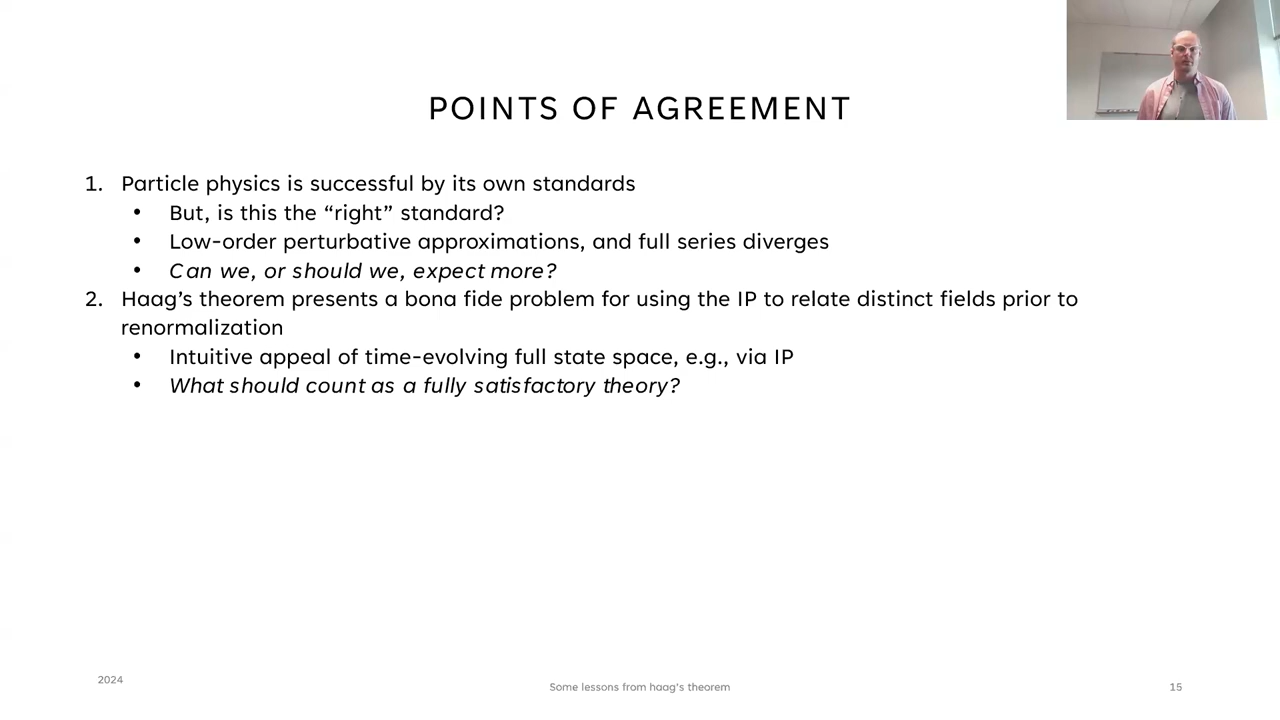 POINTS OF AGREEMENT
1. Particle physics is successful by its own standards
• But, is this the “right” standard?
• Low-order perturbative approximations, and full series diverges
• Can we, or should we, expect more?
2. Haag’s theorem presents a bona fide problem for using the IP to relate distinct fields prior to
renormalization
• Intuitive appeal of time-evolving full state space, e.g., via IP
• What should count as a fully satisfactory theory?
2024
Some lessons from haag’s theorem
15